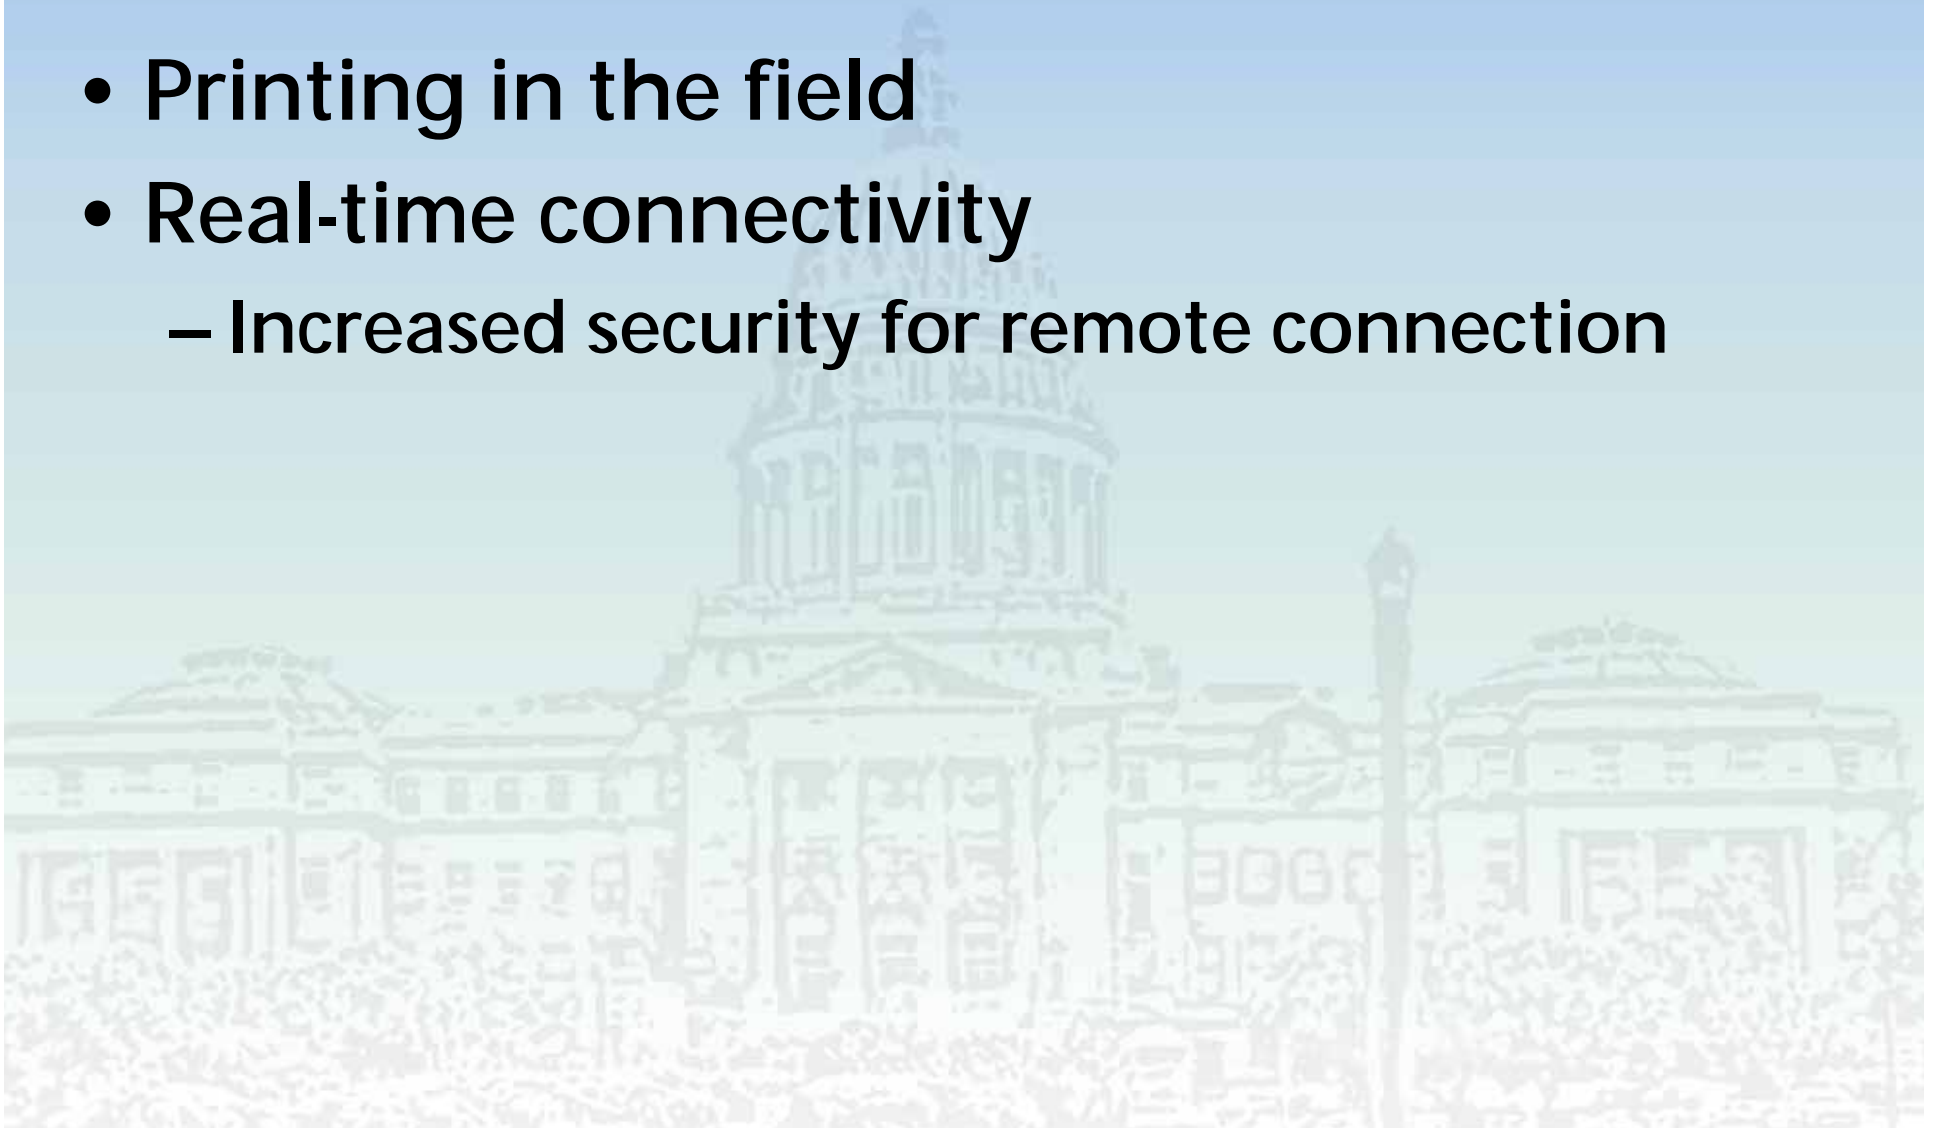 • Printing in the field
• Real-time connectivity
– Increased security for remote connection